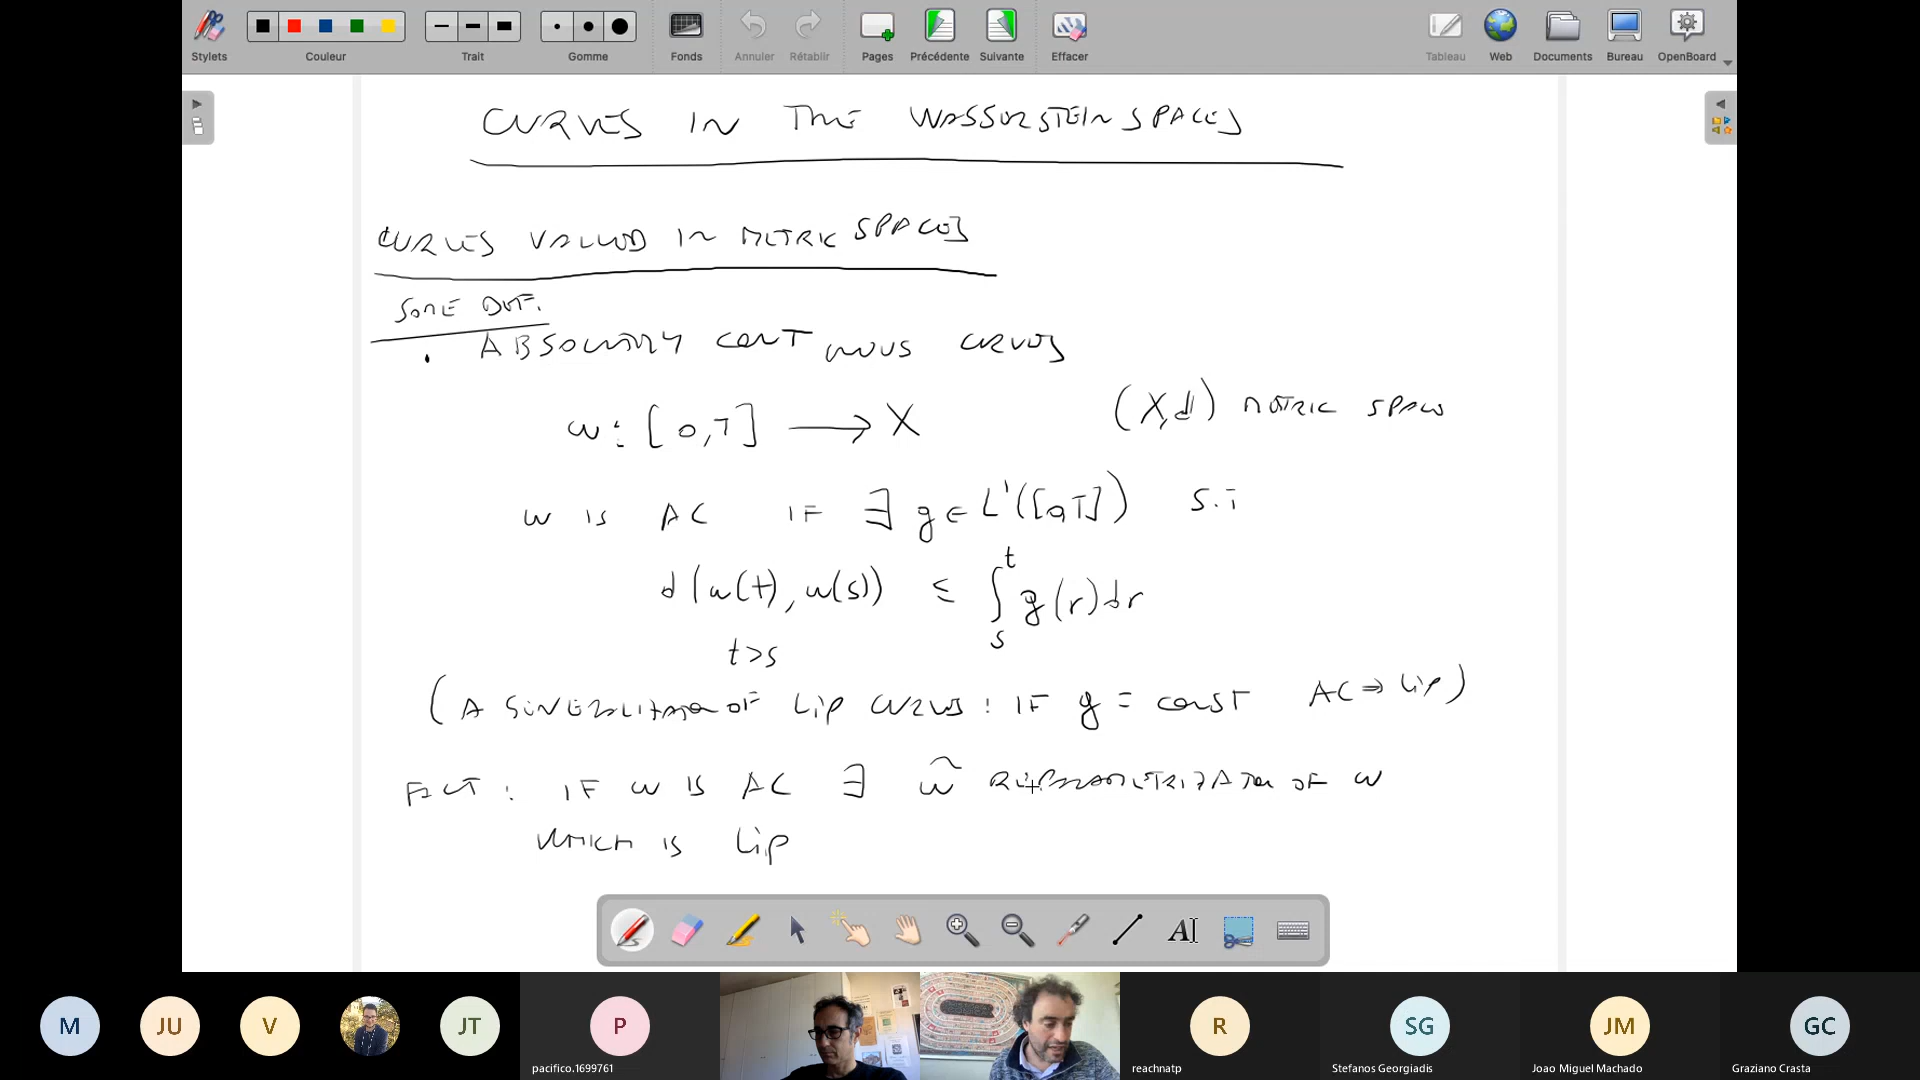 Stylets Couleur Trait Gomme Fonds Annuler Rétablir Pages Précédente Suivante Effacer Tableau Web Documents Bureau OpenBoard
CURVES IN THE WASSERSTEIN SPACES
CURVES VALUED IN METRIC SPACES
SOME DEF.
• ABSOLUTELY CONTINUOUS CURVES
ω : [0,T] → X (X,d) METRIC SPACE
ω IS AC IF ∃ g ∈ L¹([0,T]) S.T
d(ω(t), ω(s)) ≤ ∫ₛᵗ g(r)dr
t>s
(A GENERALIZATION OF Lip CURVES : IF g = CONST AC ⇒ Lip)
FACT : IF ω IS AC ∃ ω̃ REPARAMETRIZATION OF ω
WHICH IS Lip
AI
M JU V JT P R SG JM GC
pacifico.1699761 reachnatp Stefanos Georgiadis Joao Miguel Machado Graziano Crasta